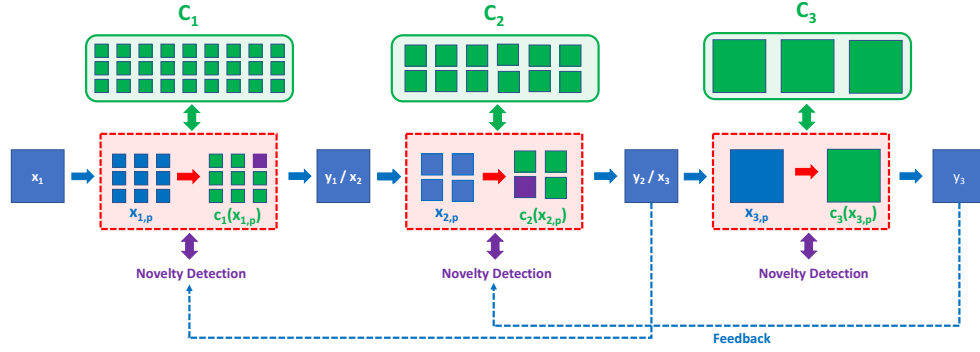 C1
C2
C3
x1
x1,p
c1(x1,p)
y1 / x2
x2,p
c2(x2,p)
y2 / x3
x3,p
c3(x3,p)
y3
Novelty Detection
Novelty Detection
Novelty Detection
Feedback